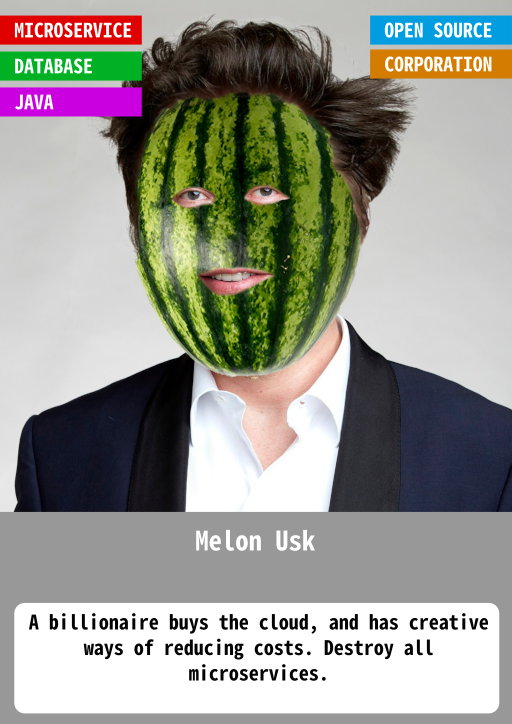 MICROSERVICE
DATABASE
JAVA
OPEN SOURCE
CORPORATION
Melon Usk
A billionaire buys the cloud, and has creative
ways of reducing costs. Destroy all
microservices.